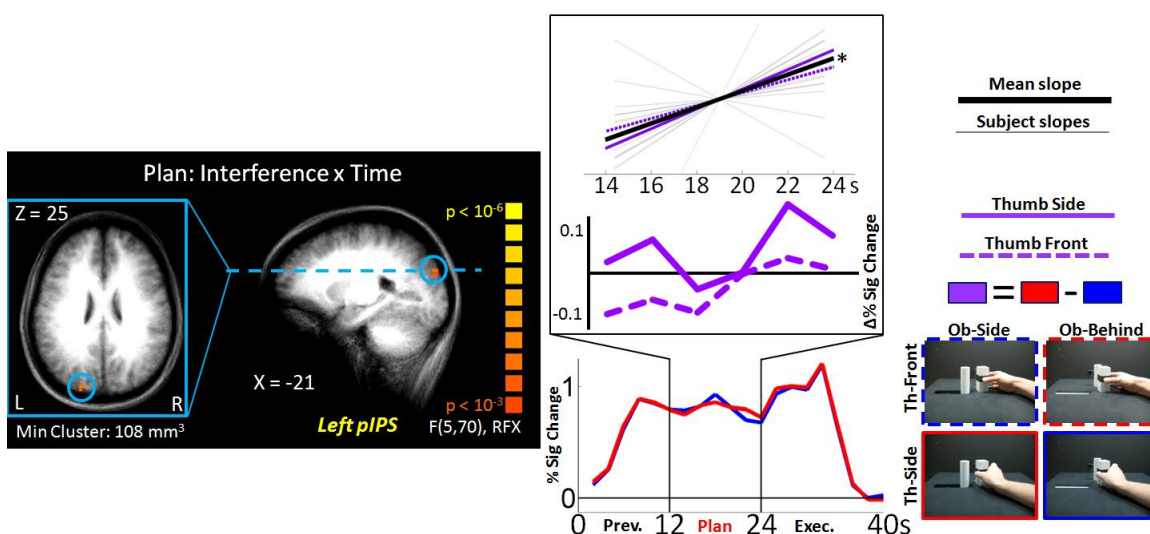 Plan: Interference x Time
Z = 25
p < 10⁻⁶
X = -21
L
R
p < 10⁻³
Min Cluster: 108 mm³
Left pIPS
F(5,70), RFX
*
14 16 18 20 22 24 s
0.1
-0.1
Δ% Sig Change
1
0
% Sig Change
0 12 24 40s
Prev. Plan Exec.
Mean slope
Subject slopes
Thumb Side
Thumb Front
= -
Ob-Side Ob-Behind
Th-Front
Th-Side